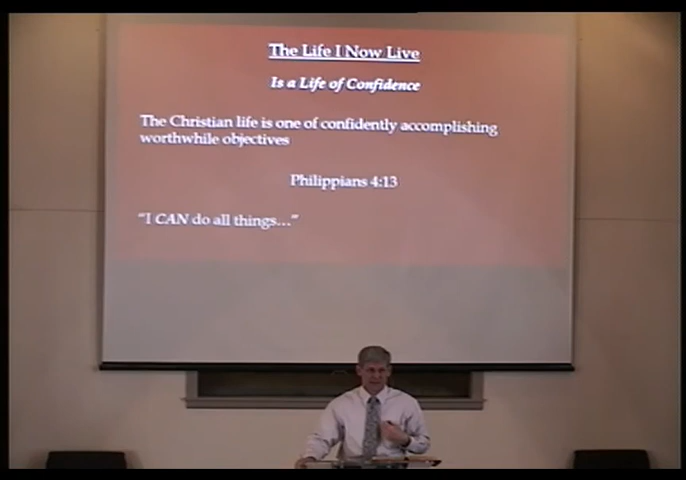 The Life I Now Live
Is a Life of Confidence
The Christian life is one of confidently accomplishing
worthwhile objectives
Philippians 4:13
“I CAN do all things…”